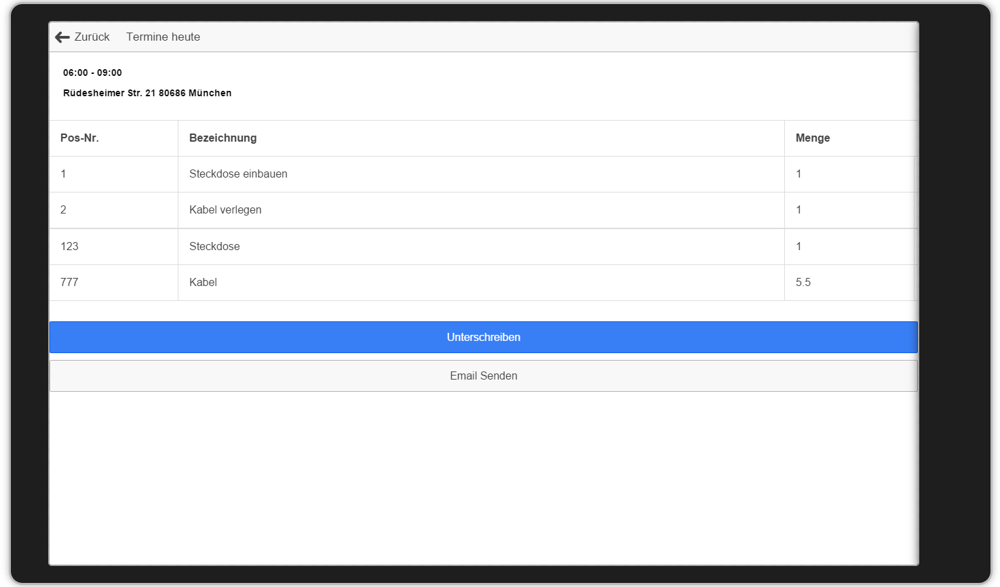 Zurück Termine heute
06:00 - 09:00
Rüdesheimer Str. 21 80686 München
Pos-Nr. Bezeichnung Menge
1 Steckdose einbauen 1
2 Kabel verlegen 1
123 Steckdose 1
777 Kabel 5.5
Unterschreiben
Email Senden